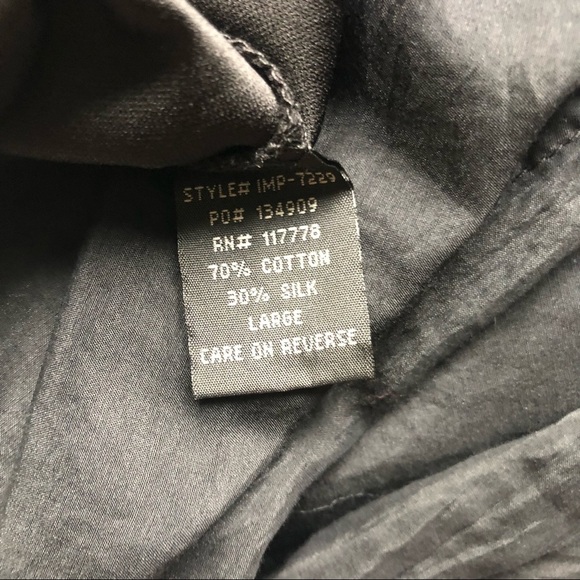 STYLE# IMP-7229
PO# 134909
RN# 117778
70% COTTON
30% SILK
LARGE
CARE ON REVERSE